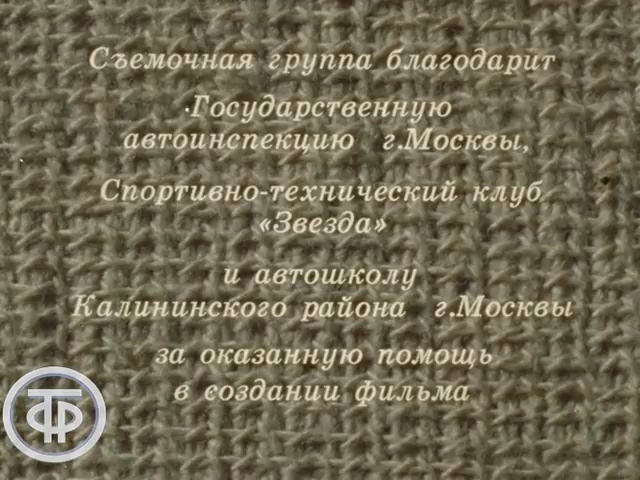 Съемочная группа благодарит
Государственную
автоинспекцию г.Москвы,
Спортивно-технический клуб
«Звезда»
и автошколу
Калининского района г.Москвы
за оказанную помощь
в создании фильма